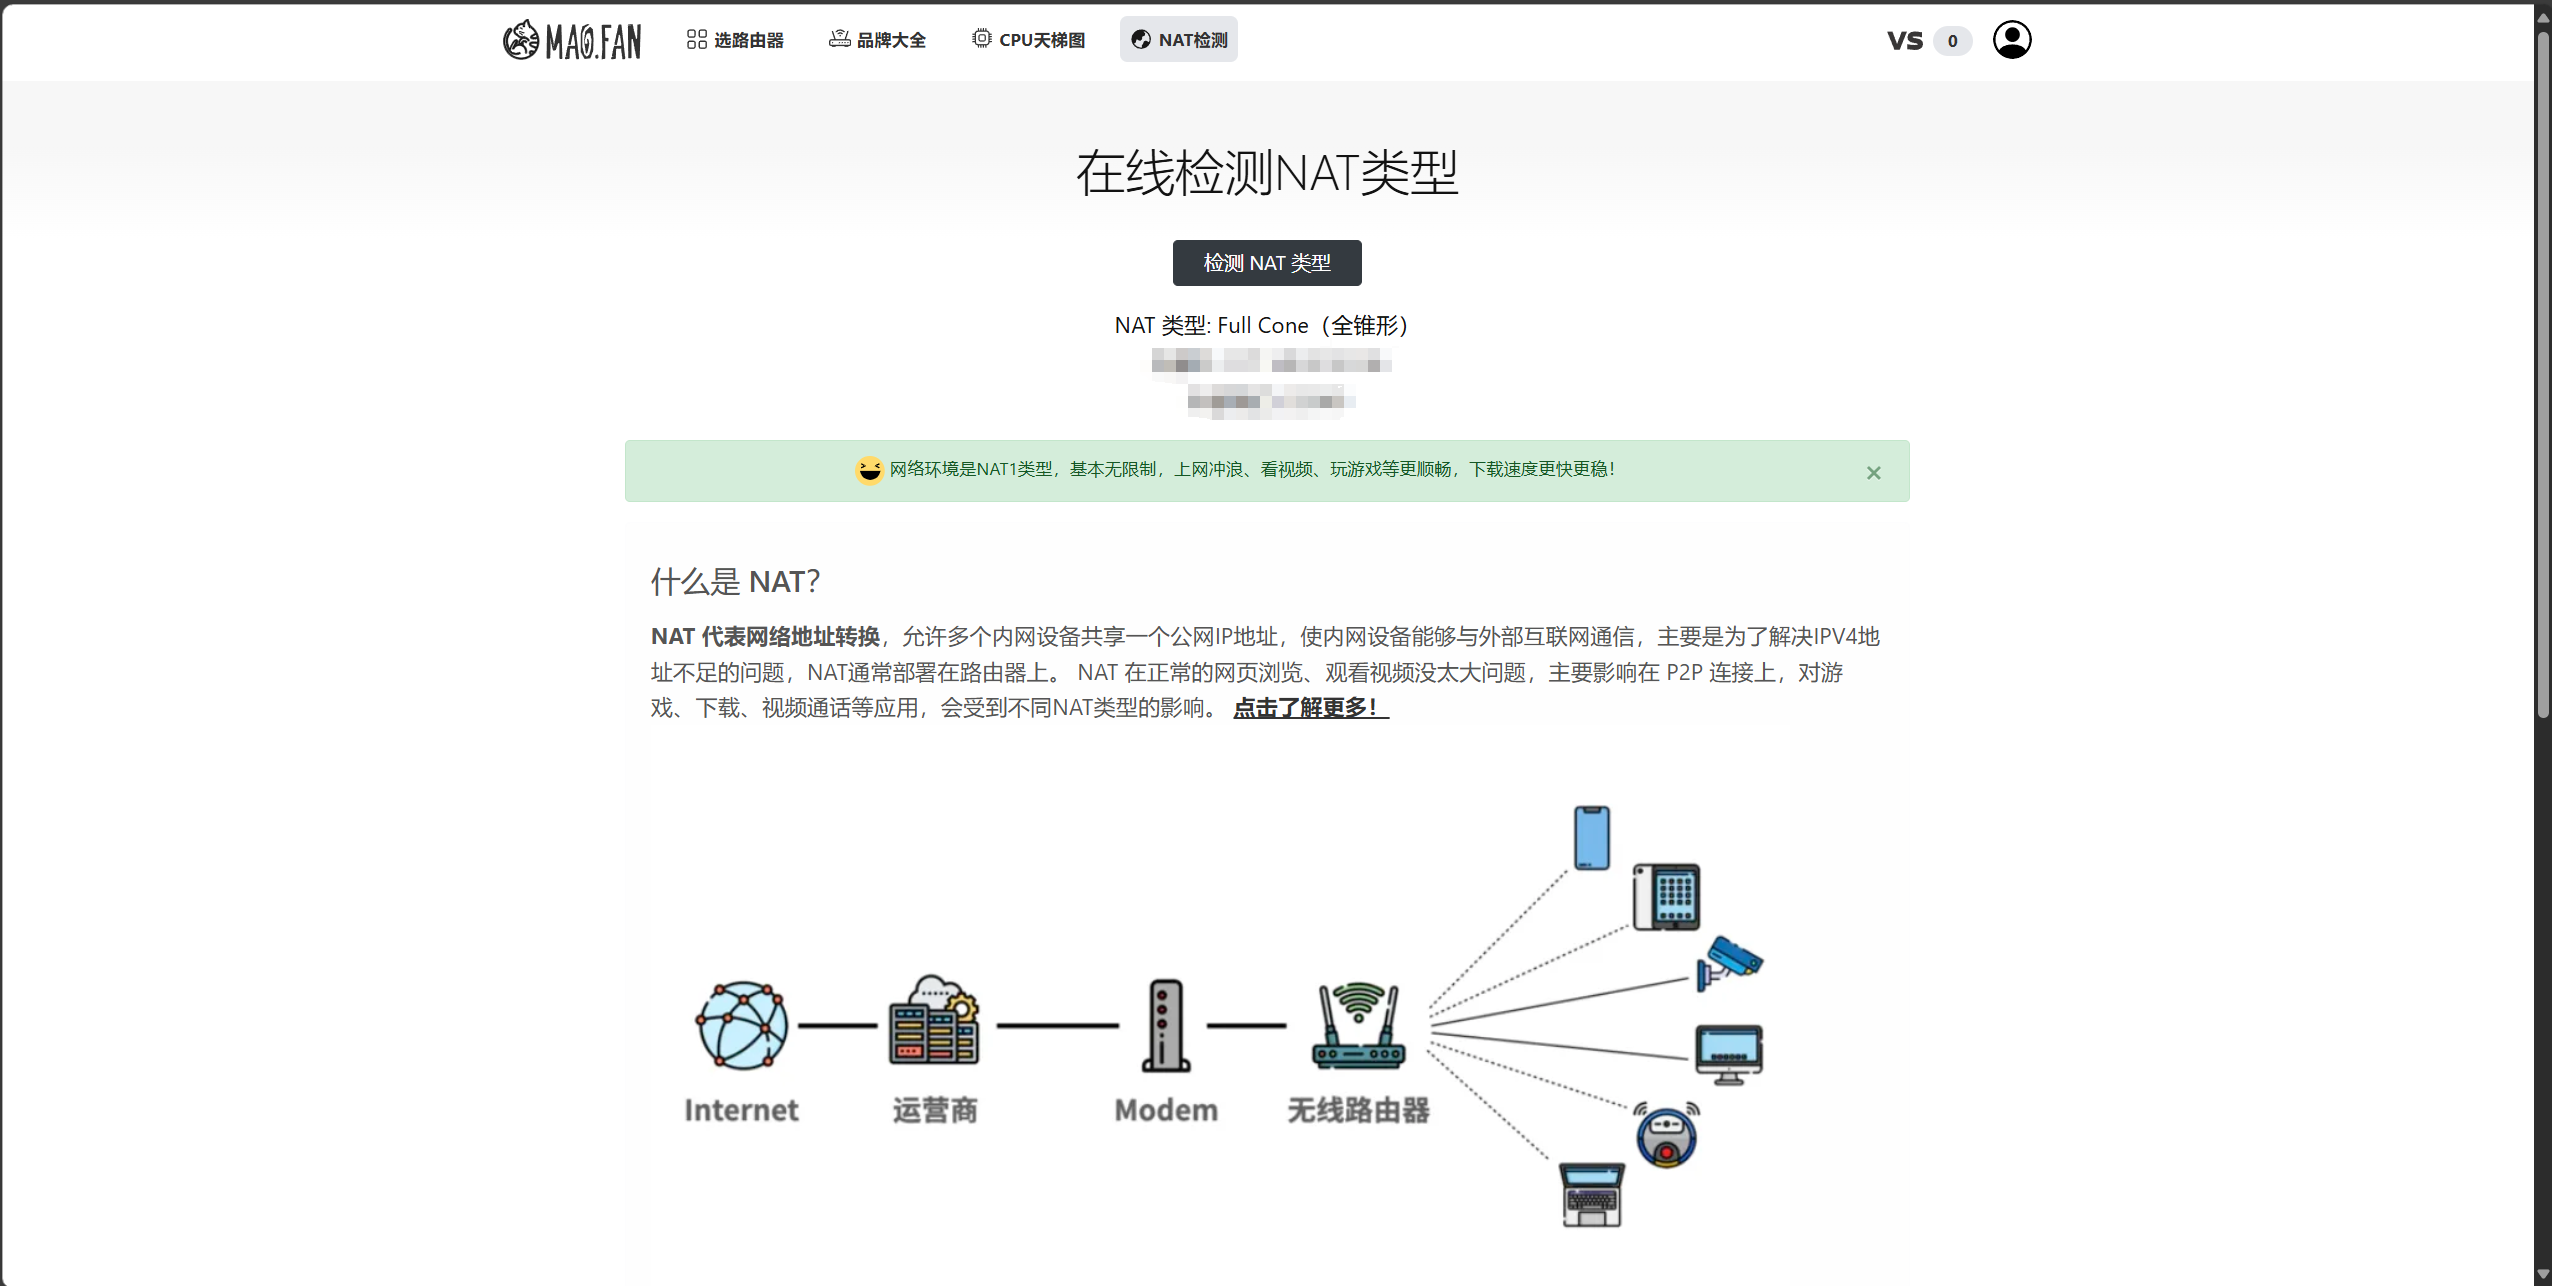 MAO.FAN
选路由器
品牌大全
CPU天梯图
NAT检测
VS 0
在线检测NAT类型
检测 NAT 类型
NAT 类型: Full Cone（全锥形）
网络环境是NAT1类型，基本无限制，上网冲浪、看视频、玩游戏等更顺畅，下载速度更快更稳！ ×
什么是 NAT？
NAT 代表网络地址转换，允许多个内网设备共享一个公网IP地址，使内网设备能够与外部互联网通信，主要是为了解决IPV4地
址不足的问题，NAT通常部署在路由器上。 NAT 在正常的网页浏览、观看视频没太大问题，主要影响在 P2P 连接上，对游
戏、下载、视频通话等应用，会受到不同NAT类型的影响。 点击了解更多！
Internet
运营商
Modem
无线路由器